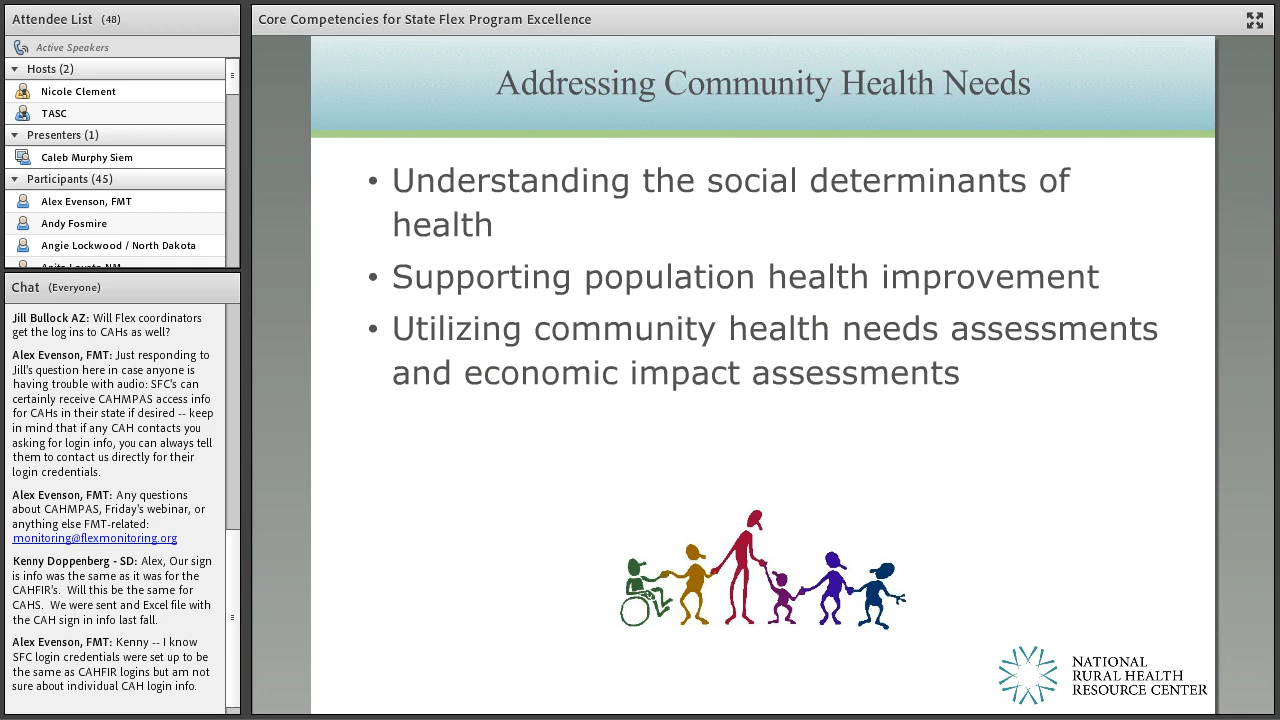 Attendee List (48)
Active Speakers
Hosts (2)
Nicole Clement
TASC
Presenters (1)
Caleb Murphy Siem
Participants (45)
Alex Evenson, FMT
Andy Fosmire
Angie Lockwood / North Dakota
Chat (Everyone)
Jill Bullock AZ: Will Flex coordinators
get the log ins to CAHs as well?
Alex Evenson, FMT: Just responding to
Jill's question here in case anyone is
having trouble with audio: SFC's can
certainly receive CAHMPAS access info
for CAHs in their state if desired -- keep
in mind that if any CAH contacts you
asking for login info, you can always tell
them to contact us directly for their
login credentials.
Alex Evenson, FMT: Any questions
about CAHMPAS, Friday's webinar, or
anything else FMT-related:
monitoring@flexmonitoring.org
Kenny Doppenberg - SD: Alex, Our sign
is info was the same as it was for the
CAHFIR's. Will this be the same for
CAHS. We were sent and Excel file with
the CAH sign in info last fall.
Alex Evenson, FMT: Kenny -- I know
SFC login credentials were set up to be
the same as CAHFIR logins but am not
sure about individual CAH login info.
Core Competencies for State Flex Program Excellence
Addressing Community Health Needs
• Understanding the social determinants of
health
• Supporting population health improvement
• Utilizing community health needs assessments
and economic impact assessments
NATIONAL
RURAL HEALTH
RESOURCE CENTER